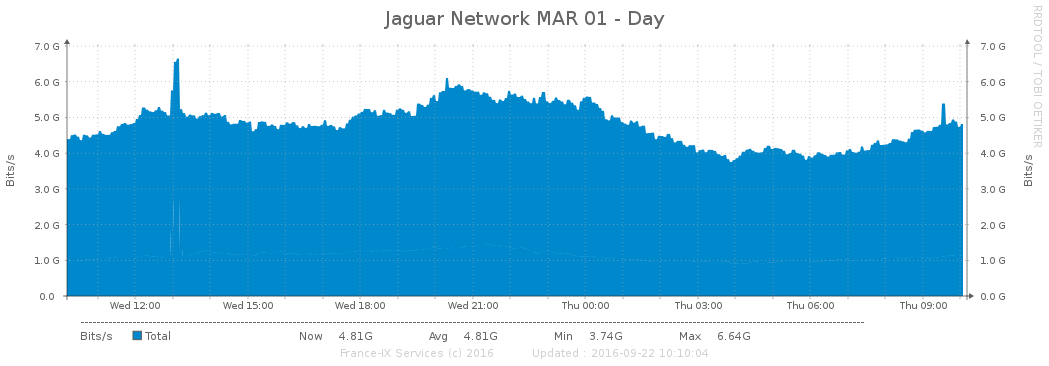 Jaguar Network MAR 01 - Day
RRDTOOL / TOBI OETIKER
7.0 G 7.0 G
6.0 G 6.0 G
5.0 G 5.0 G
4.0 G 4.0 G
3.0 G 3.0 G
2.0 G 2.0 G
1.0 G 1.0 G
0.0 0.0 G
Bits/s
Bits/s
Wed 12:00 Wed 15:00 Wed 18:00 Wed 21:00 Thu 00:00 Thu 03:00 Thu 06:00 Thu 09:00
Bits/s Total Now 4.81G Avg 4.81G Min 3.74G Max 6.64G
France-IX Services (c) 2016 Updated : 2016-09-22 10:10:04